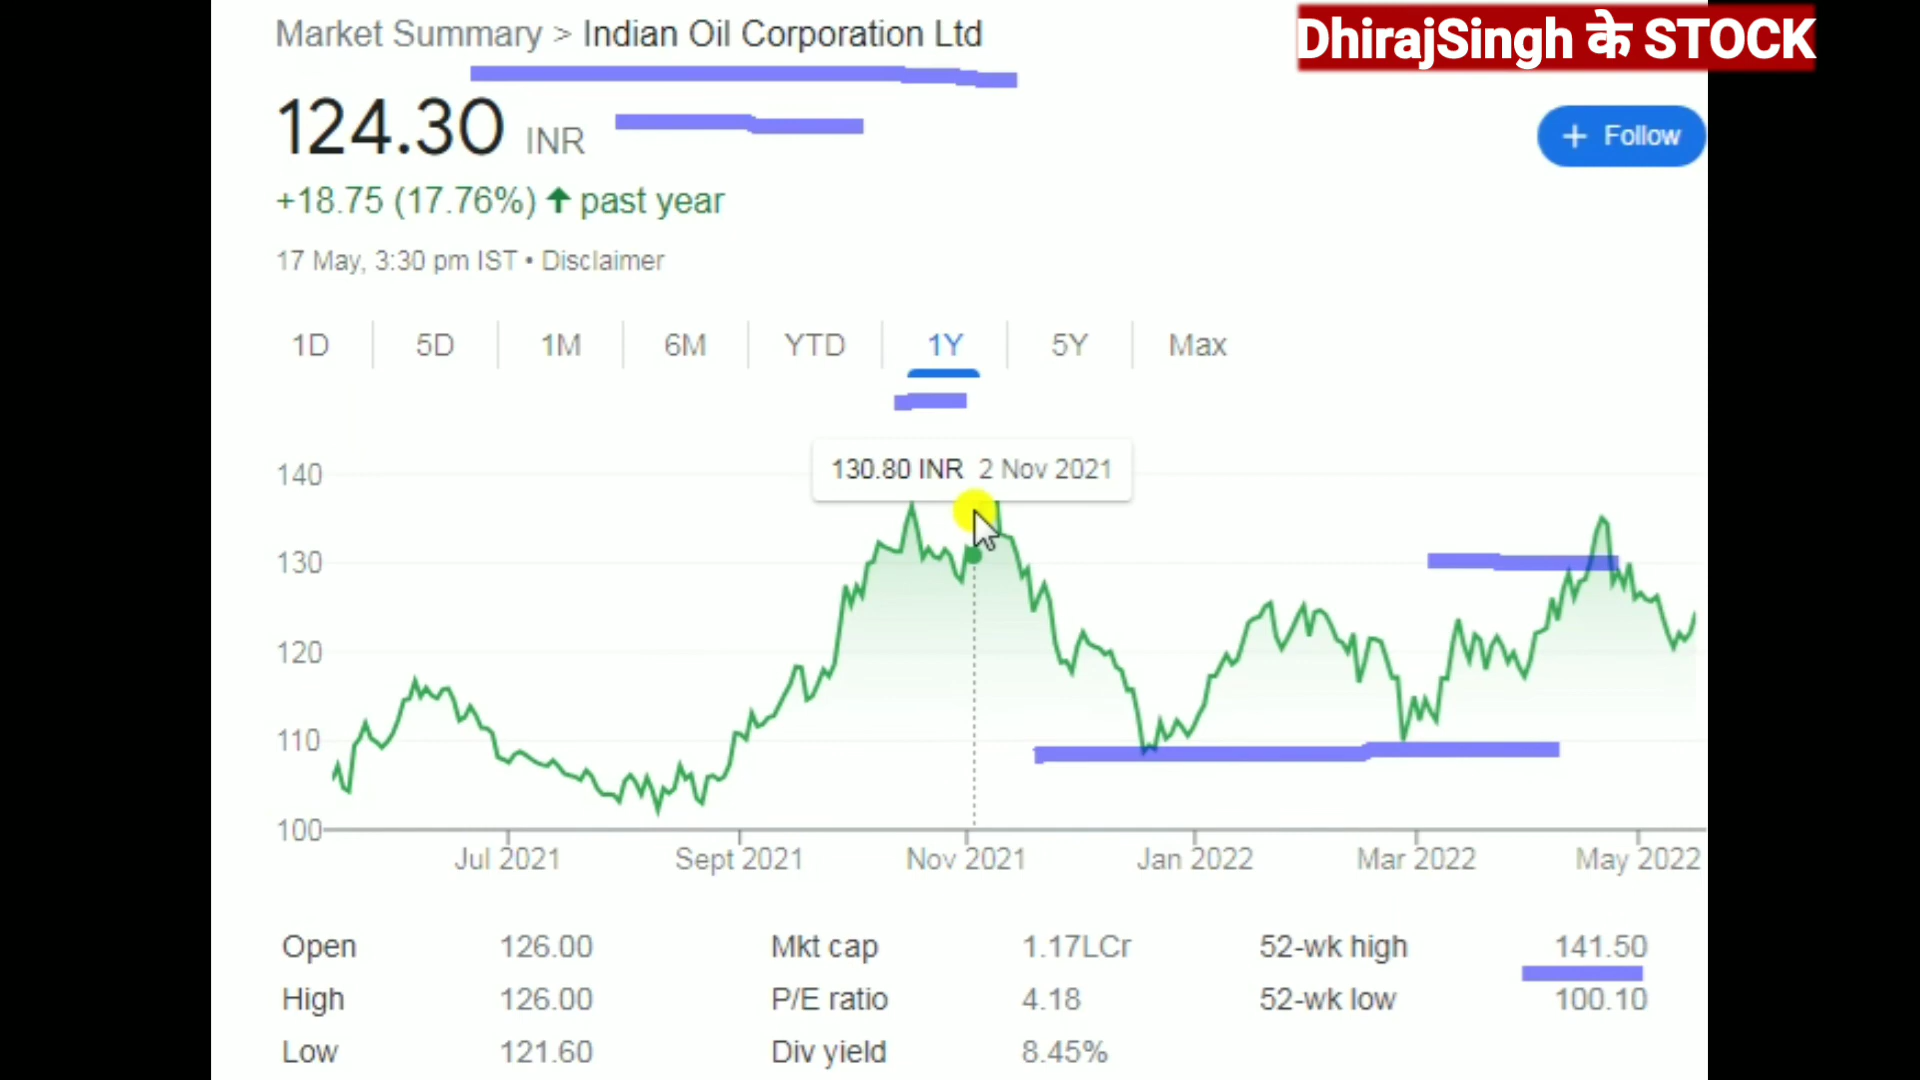 Market Summary > Indian Oil Corporation Ltd
DhirajSingh के STOCK
124.30 INR
+ Follow
+18.75 (17.76%) ↑ past year
17 May, 3:30 pm IST • Disclaimer
1D 5D 1M 6M YTD 1Y 5Y Max
130.80 INR 2 Nov 2021
140
130
120
110
100
Jul 2021 Sept 2021 Nov 2021 Jan 2022 Mar 2022 May 2022
Open 126.00 Mkt cap 1.17LCr 52-wk high 141.50
High 126.00 P/E ratio 4.18 52-wk low 100.10
Low 121.60 Div yield 8.45%